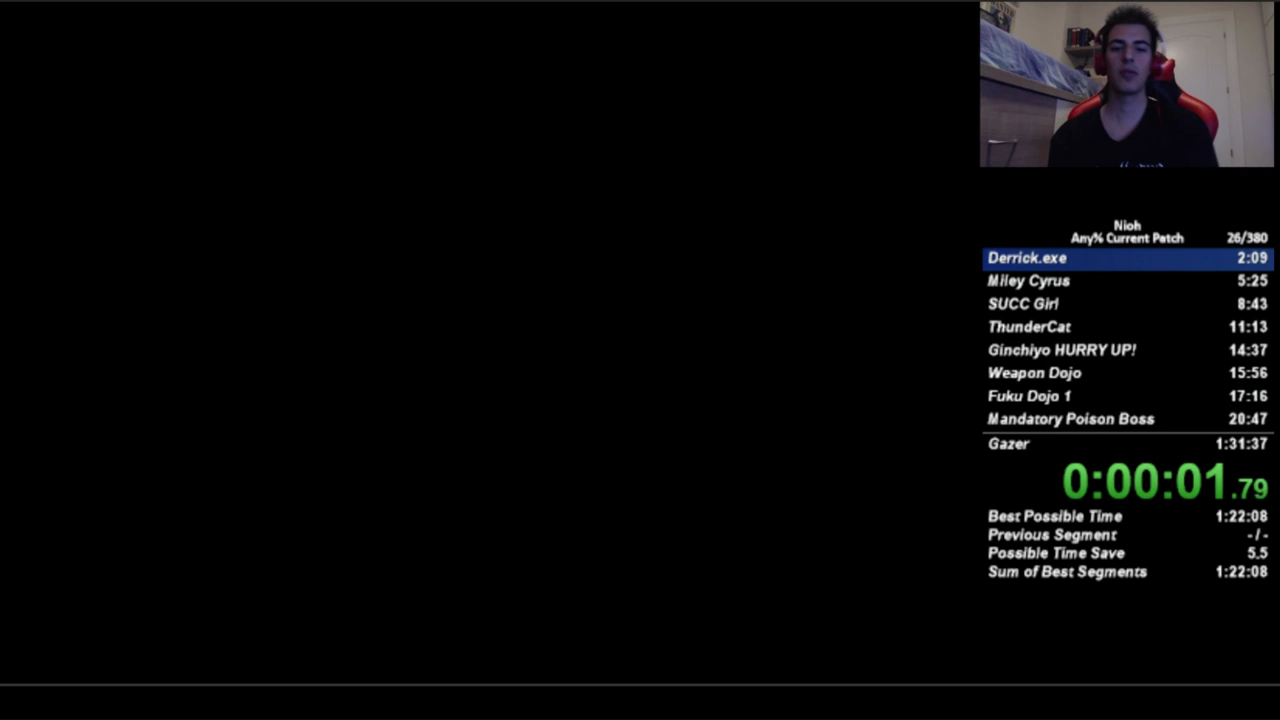 Nioh
Any% Current Patch 26/380
Derrick.exe 2:09
Miley Cyrus 5:25
SUCC Girl 8:43
ThunderCat 11:13
Ginchiyo HURRY UP! 14:37
Weapon Dojo 15:56
Fuku Dojo 1 17:16
Mandatory Poison Boss 20:47
Gazer 1:31:37
0:00:01.79
Best Possible Time 1:22:08
Previous Segment -/-
Possible Time Save 5.5
Sum of Best Segments 1:22:08